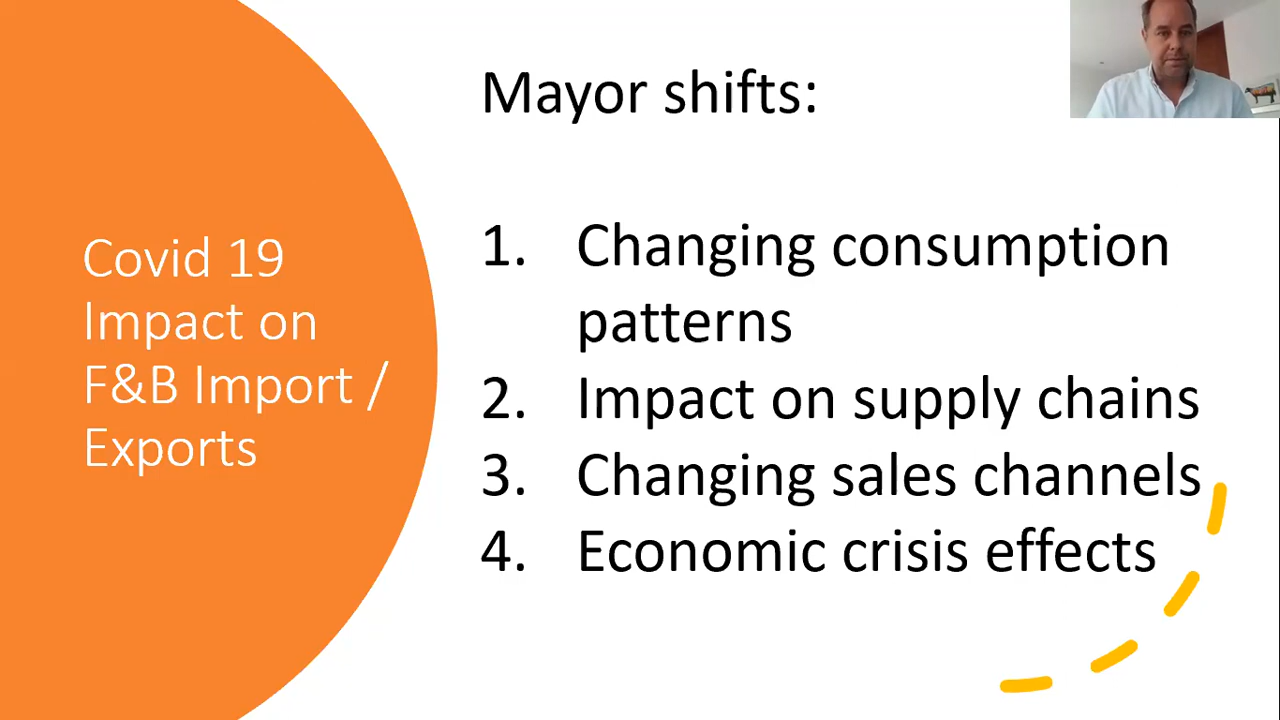 Covid 19
Impact on
F&B Import /
Exports
Mayor shifts:
1. Changing consumption
patterns
2. Impact on supply chains
3. Changing sales channels
4. Economic crisis effects